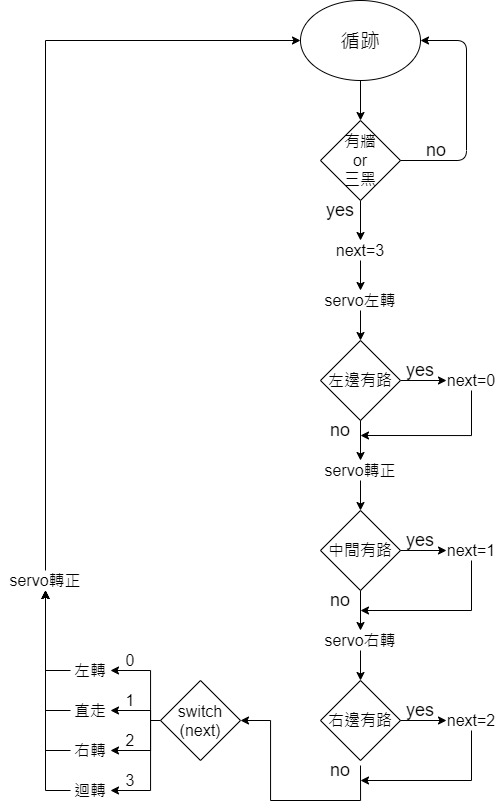 循跡
有牆
or
三黑
no
yes
next=3
servo左轉
左邊有路
yes
next=0
no
servo轉正
中間有路
yes
next=1
no
servo右轉
右邊有路
yes
next=2
no
switch
(next)
0
左轉
1
直走
2
右轉
3
迴轉
servo轉正